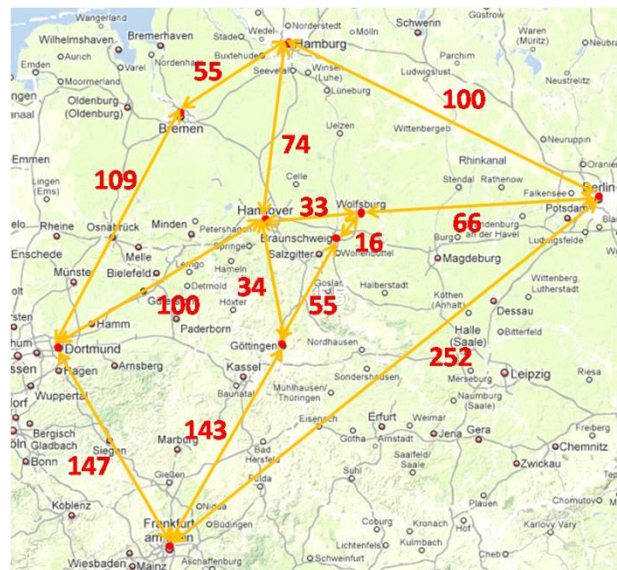 Wangerland
Cuxhaven
Stade
Wedel
Norderstedt
Schwerin
Güstrow
Wilhelmshaven
Bremerhaven
Hamburg
Mölln
Waren
(Müritz)
Emden
Aurich
Varel
Nordenham
Buxtehude
Seevetal
Winsen
(Luhe)
Parchim
Moormerland
55
Ludwigslust
Neustrelitz
Lüneburg
Oldenburg
(Oldenburg)
100
Bremen
Uelzen
Wittenberge
Neuruppin
Emmen
74
Rhinkanal
Lingen
(Ems)
109
Celle
Stendal
Rathenow
Falkensee
Berlin
Hannover
33
Wolfsburg
66
Potsdam
Rheine
Osnabrück
Minden
Petershagen
Braunschweig
16
Burg
Brandenburg
an der Havel
Ludwigsfelde
Enschede
Melle
Springe
Salzgitter
Wolfenbüttel
Magdeburg
Münster
Bielefeld
Lemgo
Hameln
Goslar
Wittenberg,
Lutherstadt
Detmold
34
Halberstadt
Gütersloh
100
Höxter
55
Köthen
(Anhalt)
Dessau
Hamm
Paderborn
Halle
(Saale)
Bitterfeld
Dortmund
Göttingen
Nordhausen
252
Hagen
Arnsberg
Kassel
Sondershausen
Merseburg
(Saale)
Leipzig
Riesa
Wuppertal
Baunatal
Mühlhausen/
Thüringen
Naumburg
(Saale)
143
Eisenach
Erfurt
Weimar
Bergisch
Gladbach
Siegen
Marburg
Gotha
Arnstadt
Jena
Gera
Freiberg
Bonn
147
Bad
Hersfeld
Saalfeld
(Saale)
Chemnitz
Gießen
Fulda
Suhl
Zwickau
Koblenz
Nidda
Plauen
Chomutov
Frankfurt
am Main
Büdingen
Coburg
Kronach
Hof
Karlovy Vary
Wiesbaden
Mainz
Aschaffenburg
Schweinfurt
Lichtenfels
Kulmbach
Cheb